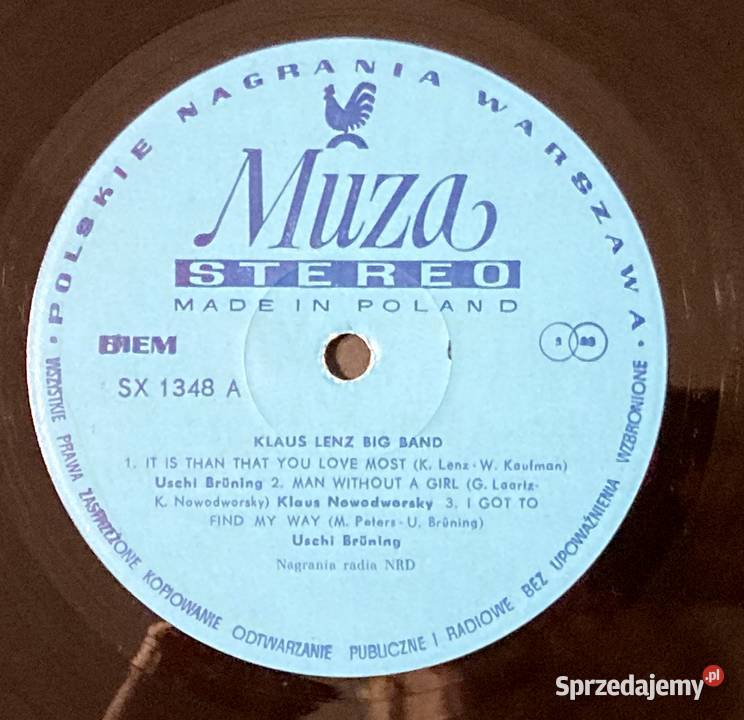 POLSKIE NAGRANIA WARSZAWA
Muza
STEREO
MADE IN POLAND
BIEM
SX 1348 A
KLAUS LENZ BIG BAND
1. IT IS THAN THAT YOU LOVE MOST (K. Lenz - W. Kaufman)
Uschi Brüning 2. MAN WITHOUT A GIRL (G. Laartz-
K. Nowodworsky) Klaus Nowodworsky 3. I GOT TO
FIND MY WAY (M. Peters - U. Brüning)
Uschi Brüning
Nagrania radia NRD
• WSZYSTKIE PRAWA ZASTRZEŻONE KOPIOWANIE ODTWARZANIE PUBLICZNE I RADIOWE BEZ UPOWAŻNIENIA WZBRONIONE •
Sprzedajemy.pl